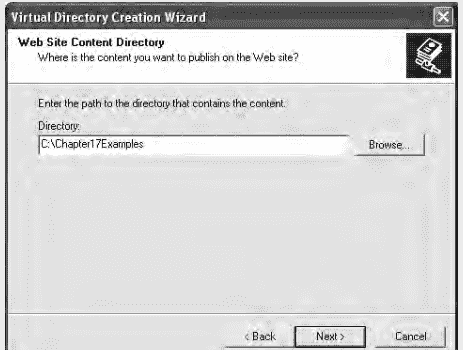 Virtual Directory Creation Wizard
Web Site Content Directory
Where is the content you want to publish on the Web site?
Enter the path to the directory that contains the content.
Directory:
C:\Chapter17Examples
Browse...
< Back
Next >
Cancel